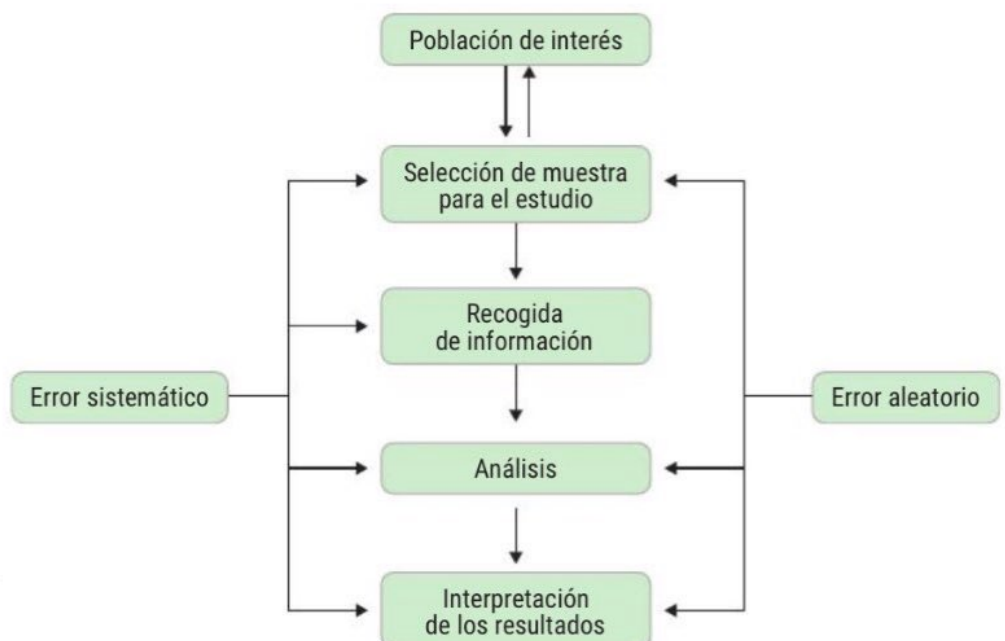 Población de interés
Selección de muestra
para el estudio
Recogida
de información
Error sistemático
Error aleatorio
Análisis
Interpretación
de los resultados